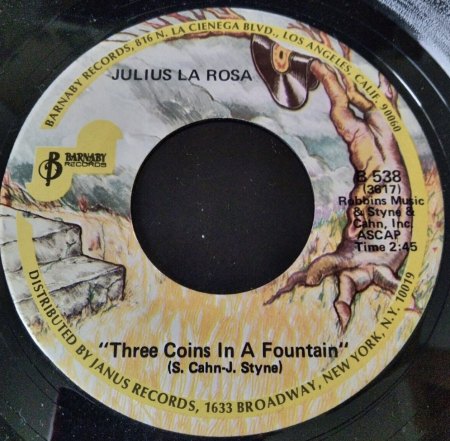 BARNABY RECORDS, 816 N. LA CIENEGA BLVD., LOS ANGELES, CALIF. 90060
JULIUS LA ROSA
B
BARNABY
RECORDS
B 538
(3617)
Robbins Music
& Styne &
Cahn, Inc.
ASCAP
Time 2:45
"Three Coins In A Fountain"
(S. Cahn-J. Styne)
DISTRIBUTED BY JANUS RECORDS, 1633 BROADWAY, NEW YORK, N.Y. 10019